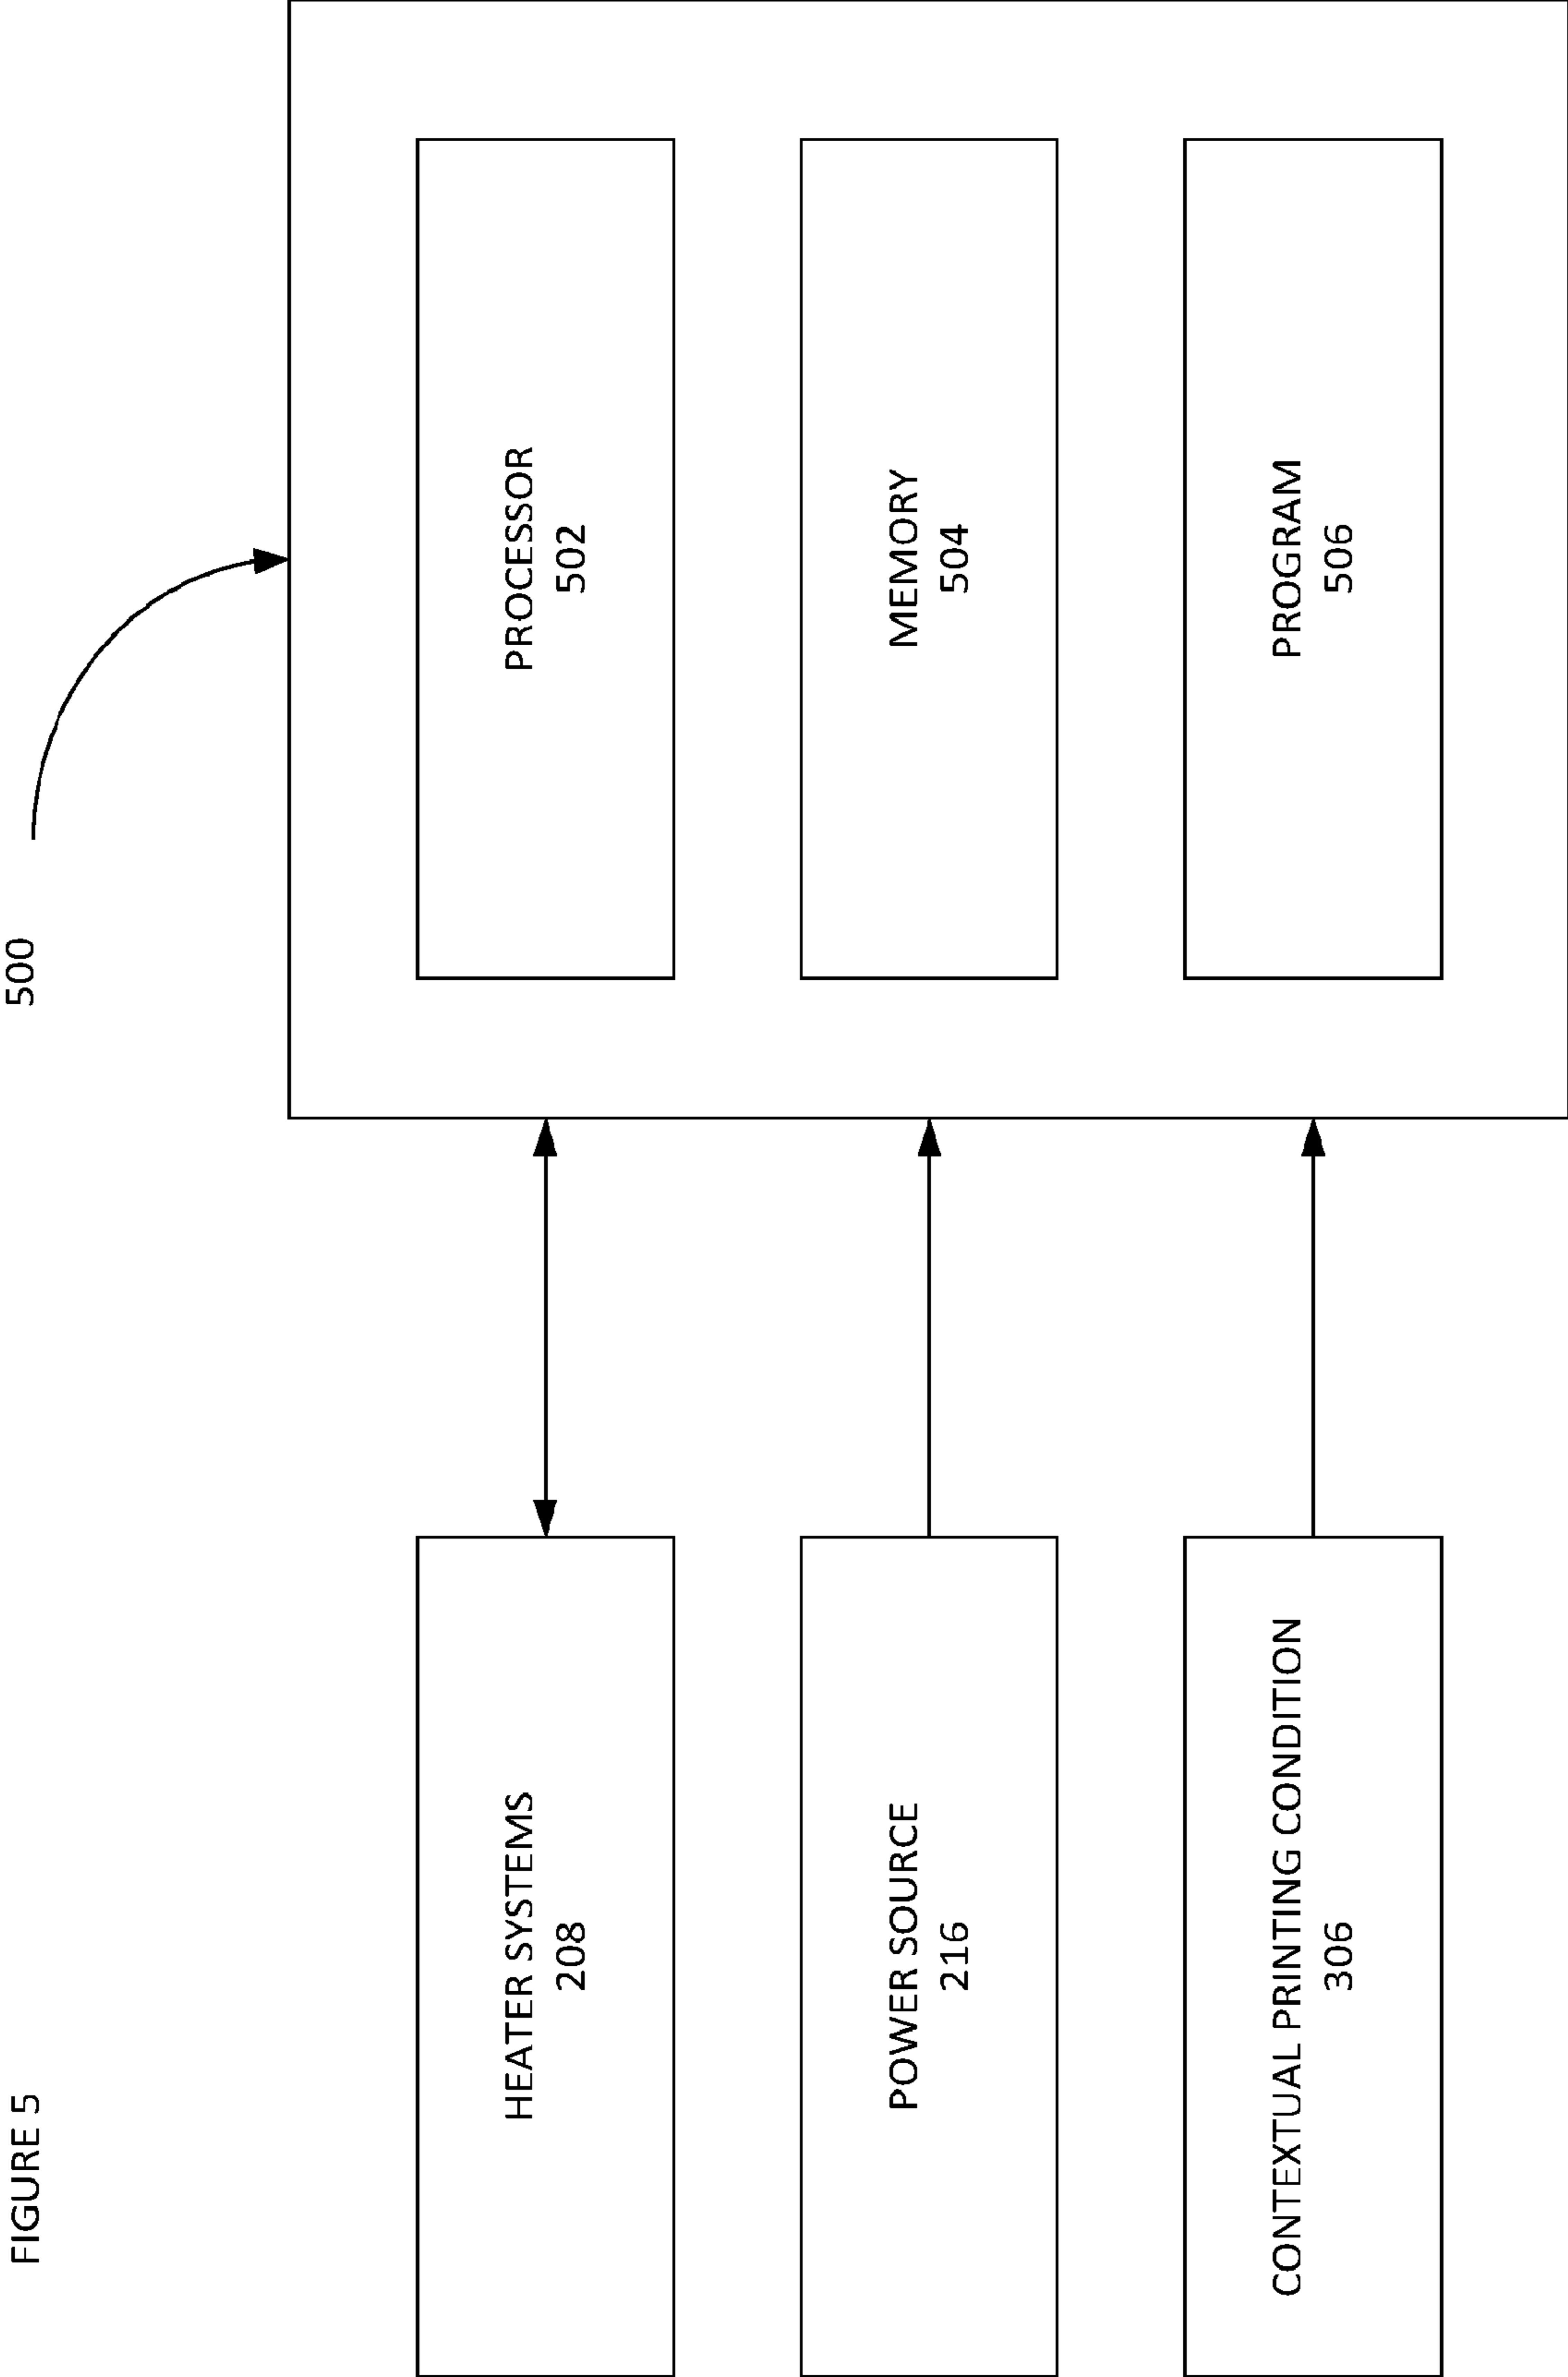 FIGURE 5
500
HEATER SYSTEMS
208
PROCESSOR
502
POWER SOURCE
216
MEMORY
504
CONTEXTUAL PRINTING CONDITION
306
PROGRAM
506